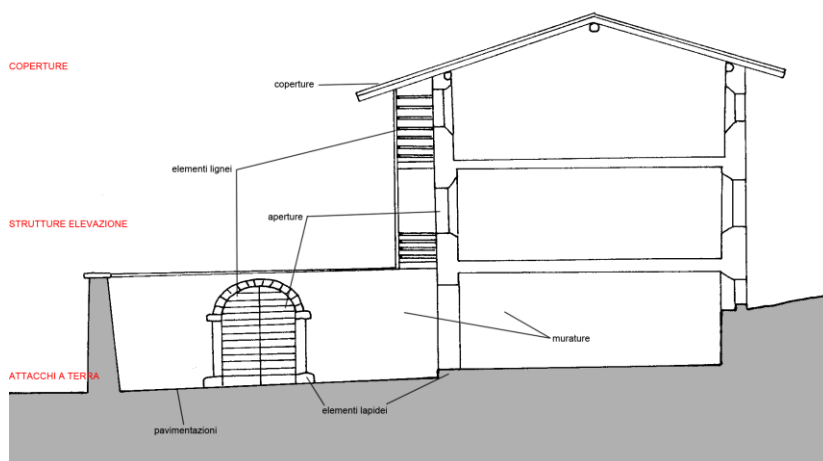 COPERTURE
coperture
elementi lignei
aperture
STRUTTURE ELEVAZIONE
murature
ATTACCHI A TERRA
elementi lapidei
pavimentazioni